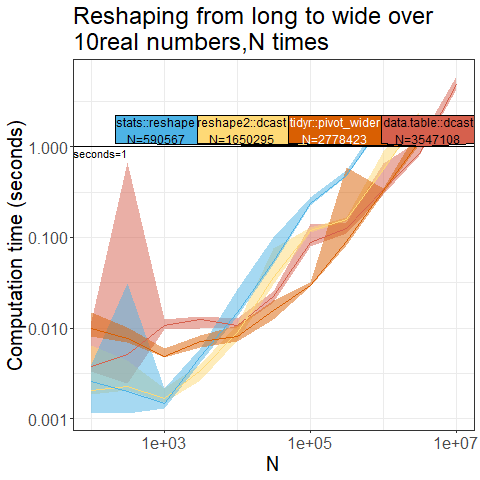 Reshaping from long to wide over
10real numbers,N times
stats::reshape reshape2::dcast tidyr::pivot_wider data.table::dcast
N=590567 N=1650295 N=2778423 N=3547108
1.000
seconds=1
0.100
0.010
0.001
Computation time (seconds)
1e+03 1e+05 1e+07
N